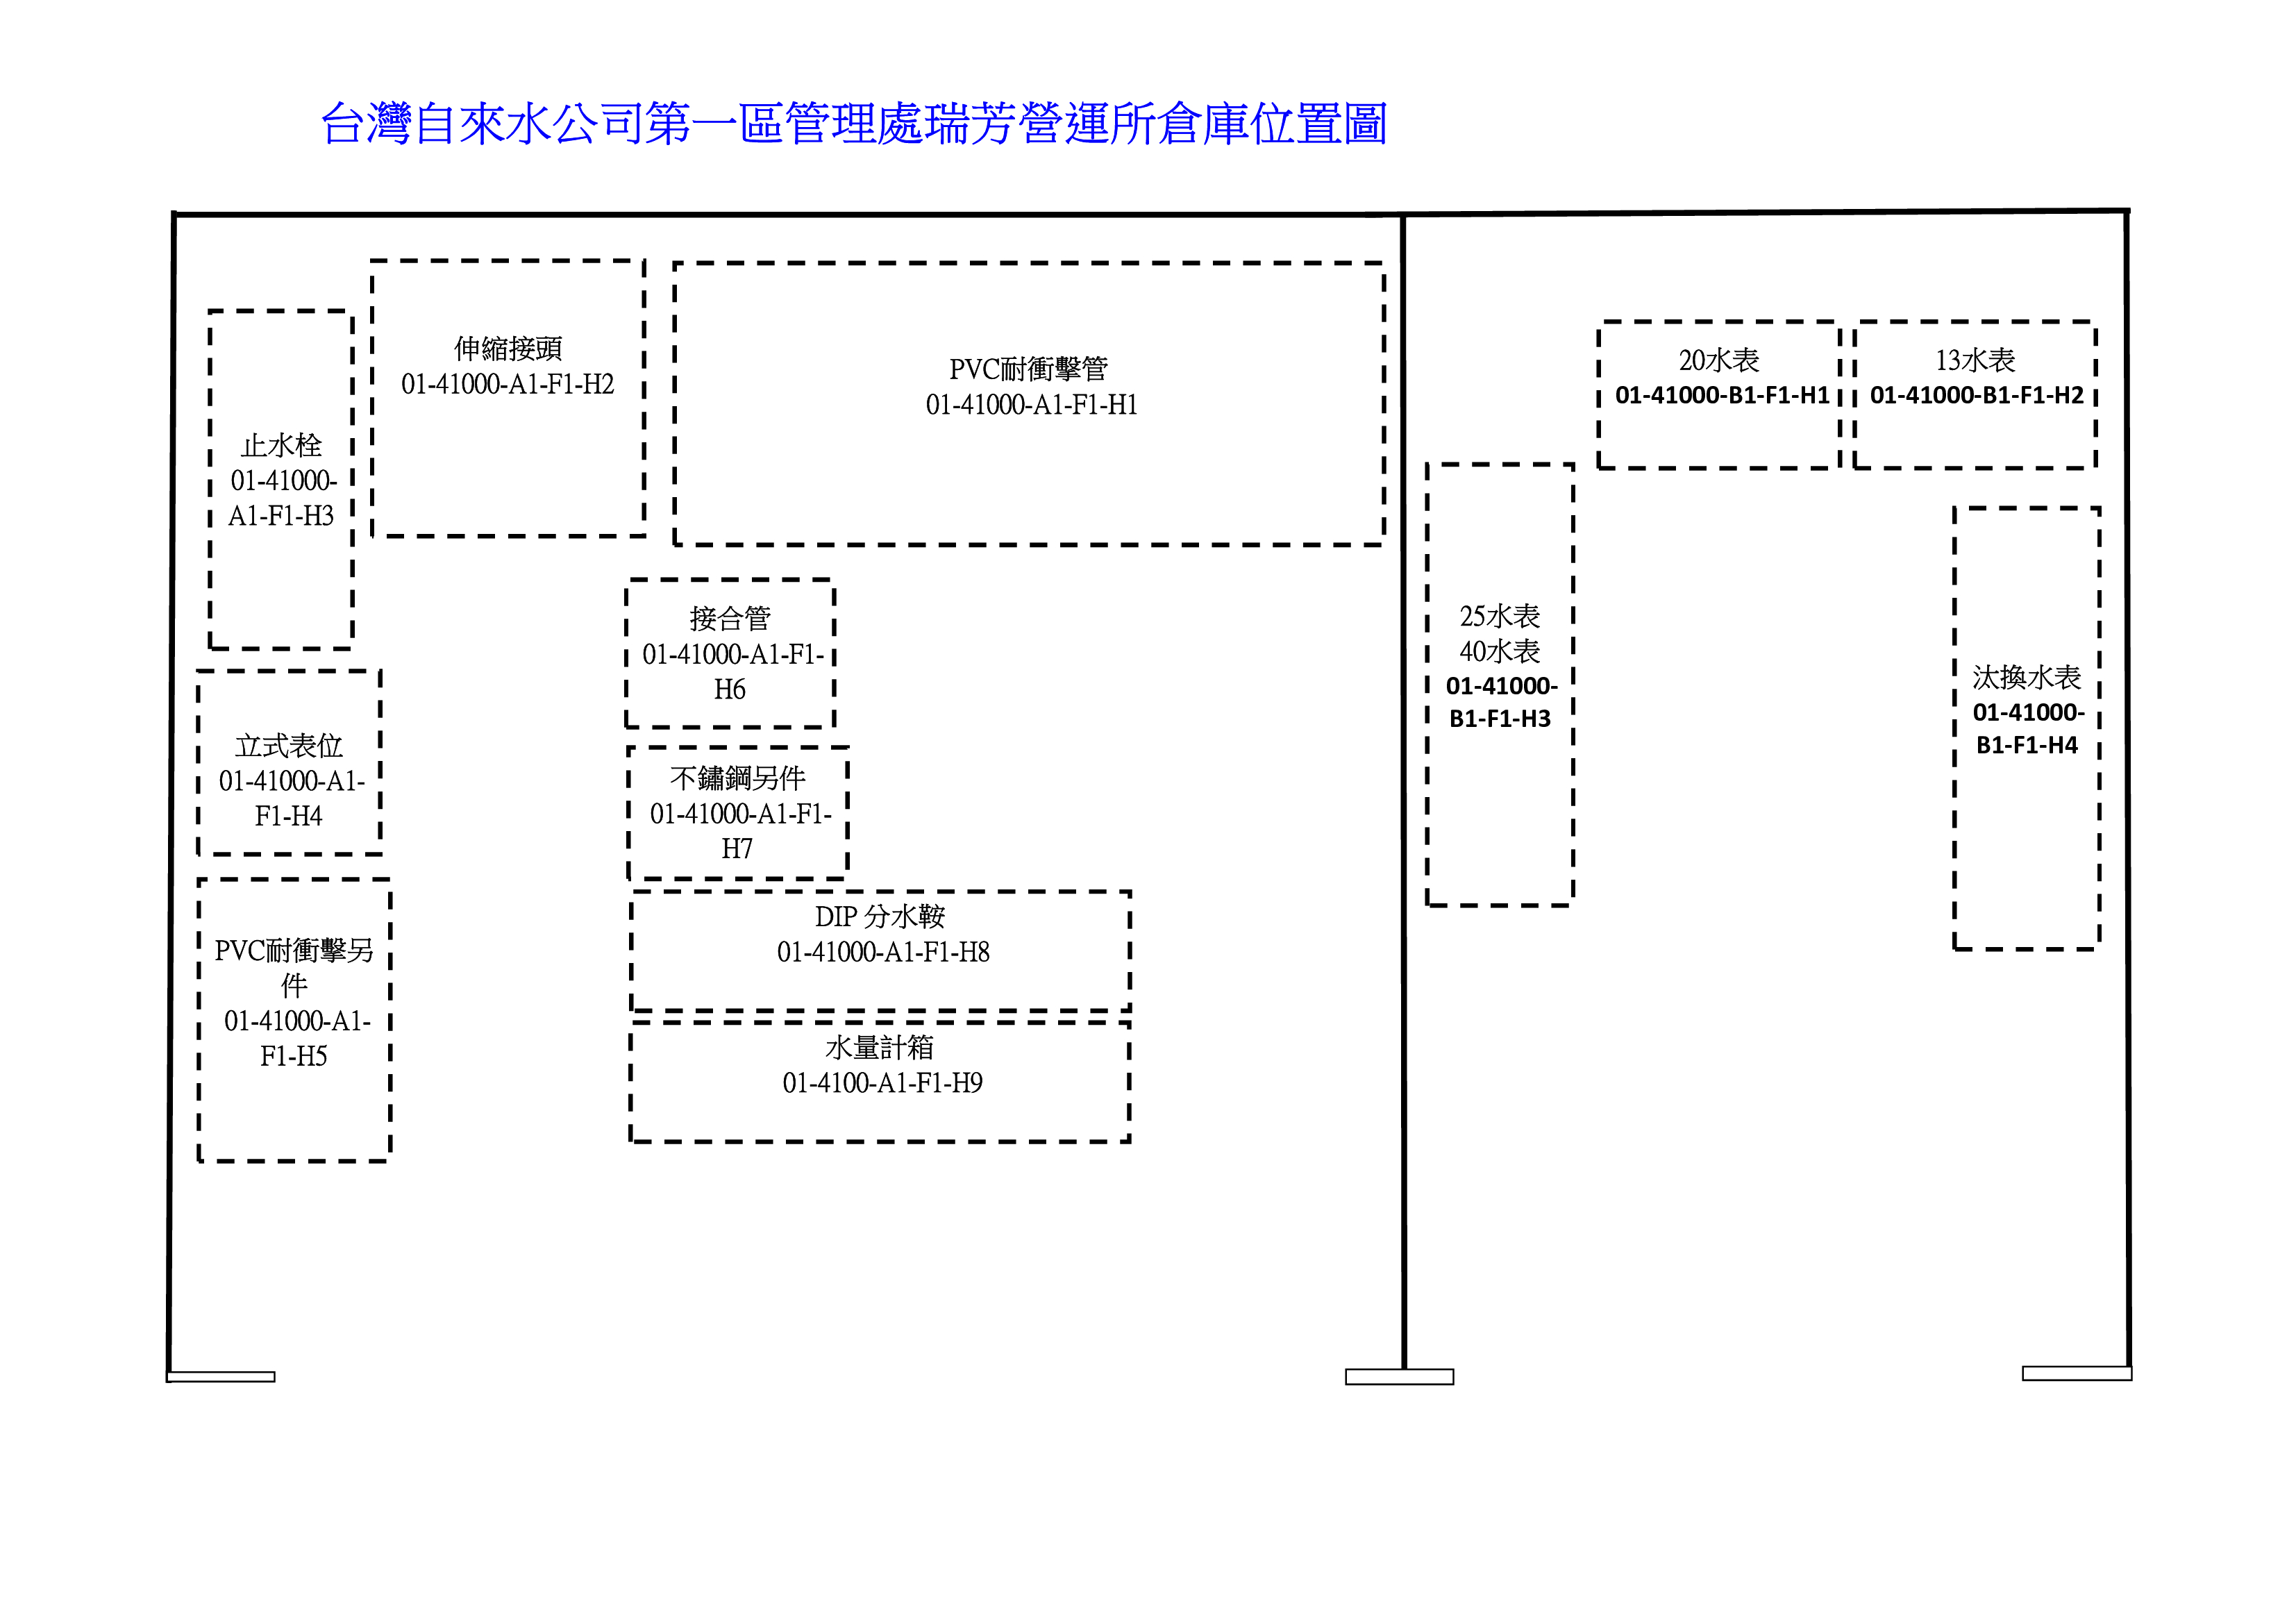 台灣自來水公司第一區管理處瑞芳營運所倉庫位置圖
伸縮接頭
01-41000-A1-F1-H2
PVC耐衝擊管
01-41000-A1-F1-H1
止水栓
01-41000-
A1-F1-H3
接合管
01-41000-A1-F1-
H6
立式表位
01-41000-A1-
F1-H4
不鏽鋼另件
01-41000-A1-F1-
H7
PVC耐衝擊另
件
01-41000-A1-
F1-H5
DIP 分水鞍
01-41000-A1-F1-H8
水量計箱
01-4100-A1-F1-H9
20水表
01-41000-B1-F1-H1
13水表
01-41000-B1-F1-H2
25水表
40水表
01-41000-
B1-F1-H3
汰換水表
01-41000-
B1-F1-H4